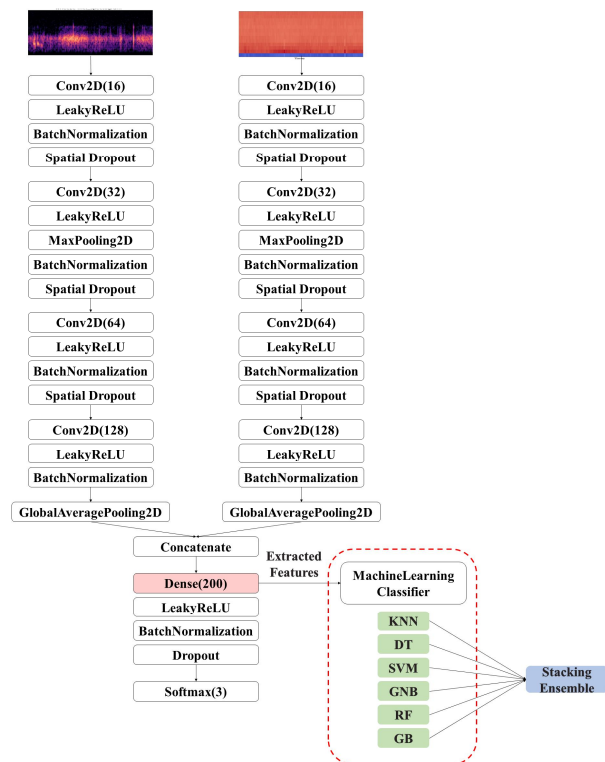 Conv2D(16)
LeakyReLU
BatchNormalization
Spatial Dropout
Conv2D(32)
LeakyReLU
MaxPooling2D
BatchNormalization
Spatial Dropout
Conv2D(64)
LeakyReLU
BatchNormalization
Spatial Dropout
Conv2D(128)
LeakyReLU
BatchNormalization
GlobalAveragePooling2D
Conv2D(16)
LeakyReLU
BatchNormalization
Spatial Dropout
Conv2D(32)
LeakyReLU
MaxPooling2D
BatchNormalization
Spatial Dropout
Conv2D(64)
LeakyReLU
BatchNormalization
Spatial Dropout
Conv2D(128)
LeakyReLU
BatchNormalization
GlobalAveragePooling2D
Concatenate
Dense(200)
LeakyReLU
BatchNormalization
Dropout
Softmax(3)
Extracted
Features
MachineLearning
Classifier
KNN
DT
SVM
GNB
RF
GB
Stacking
Ensemble